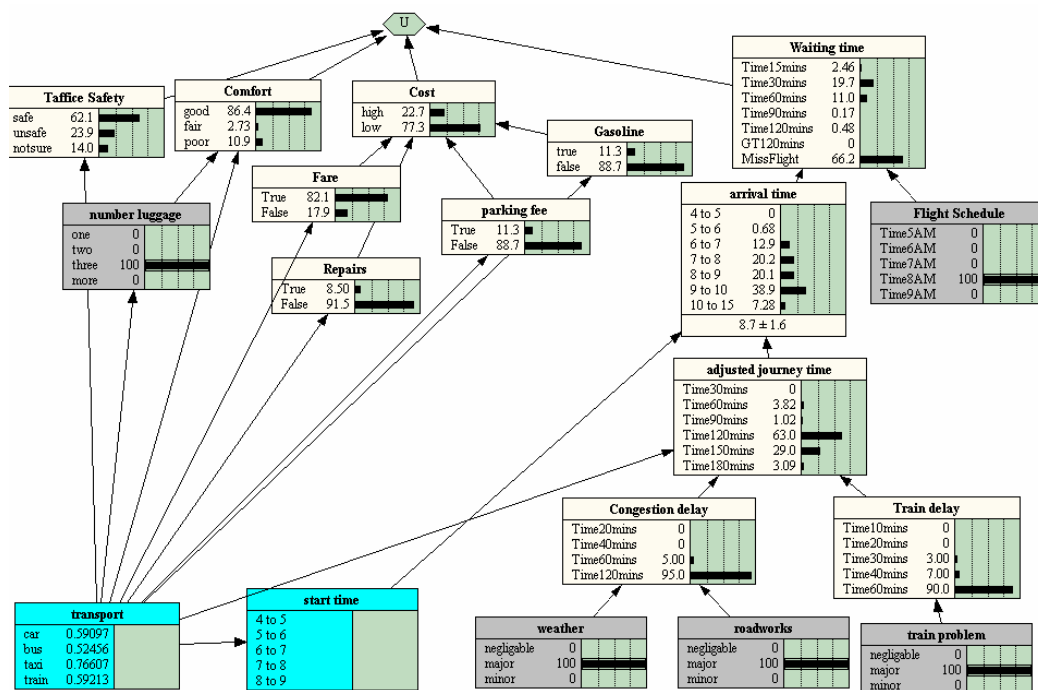 U
Waiting time
Time15mins 2.46
Time30mins 19.7
Time60mins 11.0
Time90mins 0.17
Time120mins 0.48
GT120mins 0
MissFlight 66.2
Taffice Safety
safe 62.1
unsafe 23.9
notsure 14.0
Comfort
good 86.4
fair 2.73
poor 10.9
Cost
high 22.7
low 77.3
Gasoline
true 11.3
false 88.7
Fare
True 82.1
False 17.9
number luggage
one 0
two 0
three 100
more 0
parking fee
True 11.3
False 88.7
arrival time
4 to 5 0
5 to 6 0.68
6 to 7 12.9
7 to 8 20.2
8 to 9 20.1
9 to 10 38.9
10 to 15 7.28
8.7 ± 1.6
Flight Schedule
Time5AM 0
Time6AM 0
Time7AM 0
Time8AM 100
Time9AM 0
Repairs
True 8.50
False 91.5
adjusted journey time
Time30mins 0
Time60mins 3.82
Time90mins 1.02
Time120mins 63.0
Time150mins 29.0
Time180mins 3.09
Congestion delay
Time20mins 0
Time40mins 0
Time60mins 5.00
Time120mins 95.0
Train delay
Time10mins 0
Time20mins 0
Time30mins 3.00
Time40mins 7.00
Time60mins 90.0
transport
car 0.59097
bus 0.52456
taxi 0.76607
train 0.59213
start time
4 to 5
5 to 6
6 to 7
7 to 8
8 to 9
weather
negligable 0
major 100
minor 0
roadworks
negligable 0
major 100
minor 0
train problem
negligable 0
major 100
minor 0